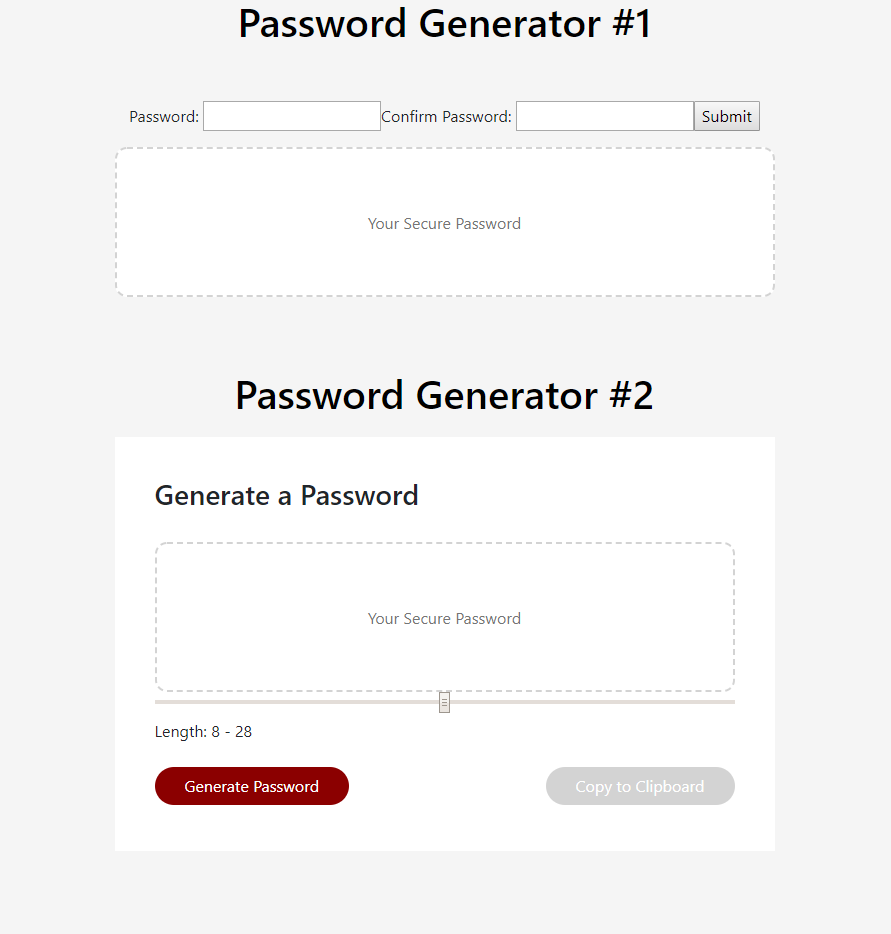 Password Generator #1
Password: Confirm Password: Submit
Your Secure Password
Password Generator #2
Generate a Password
Your Secure Password
Length: 8 - 28
Generate Password Copy to Clipboard